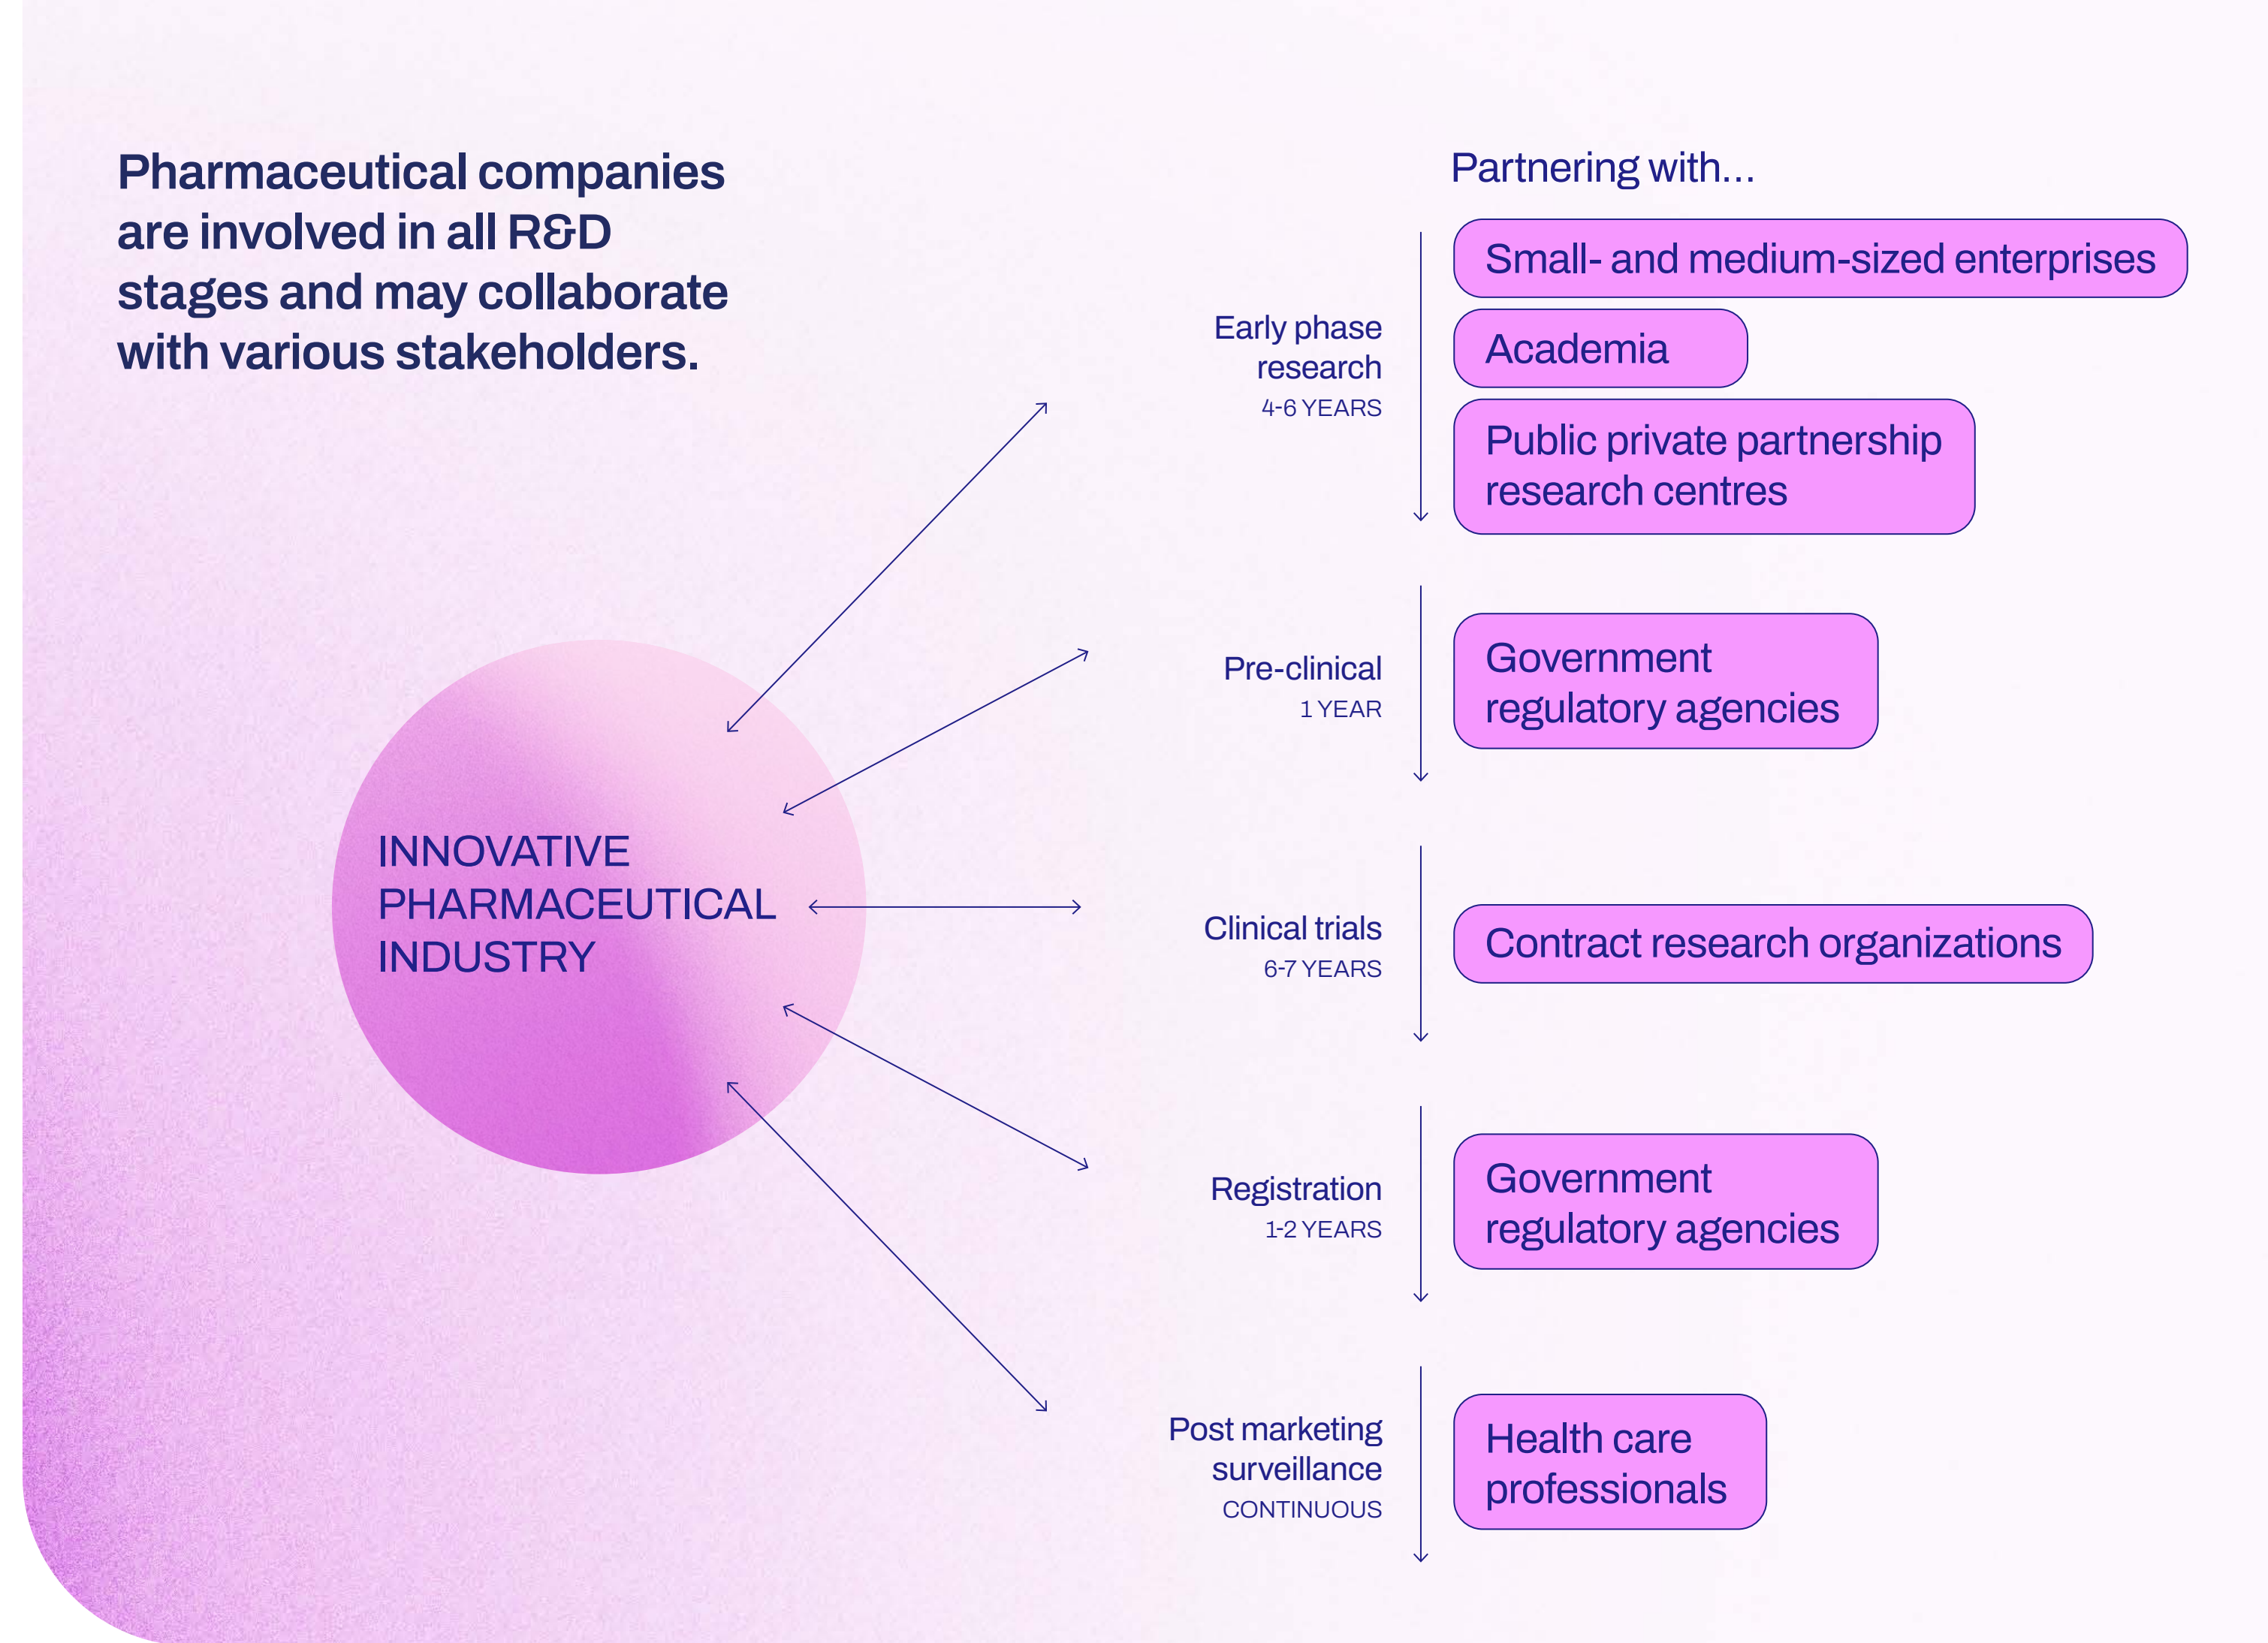 Pharmaceutical companies
are involved in all R&D
stages and may collaborate
with various stakeholders.
INNOVATIVE
PHARMACEUTICAL
INDUSTRY
Partnering with...
Early phase
research
4-6 YEARS
Small- and medium-sized enterprises
Academia
Public private partnership
research centres
Pre-clinical
1 YEAR
Government
regulatory agencies
Clinical trials
6-7 YEARS
Contract research organizations
Registration
1-2 YEARS
Government
regulatory agencies
Post marketing
surveillance
CONTINUOUS
Health care
professionals